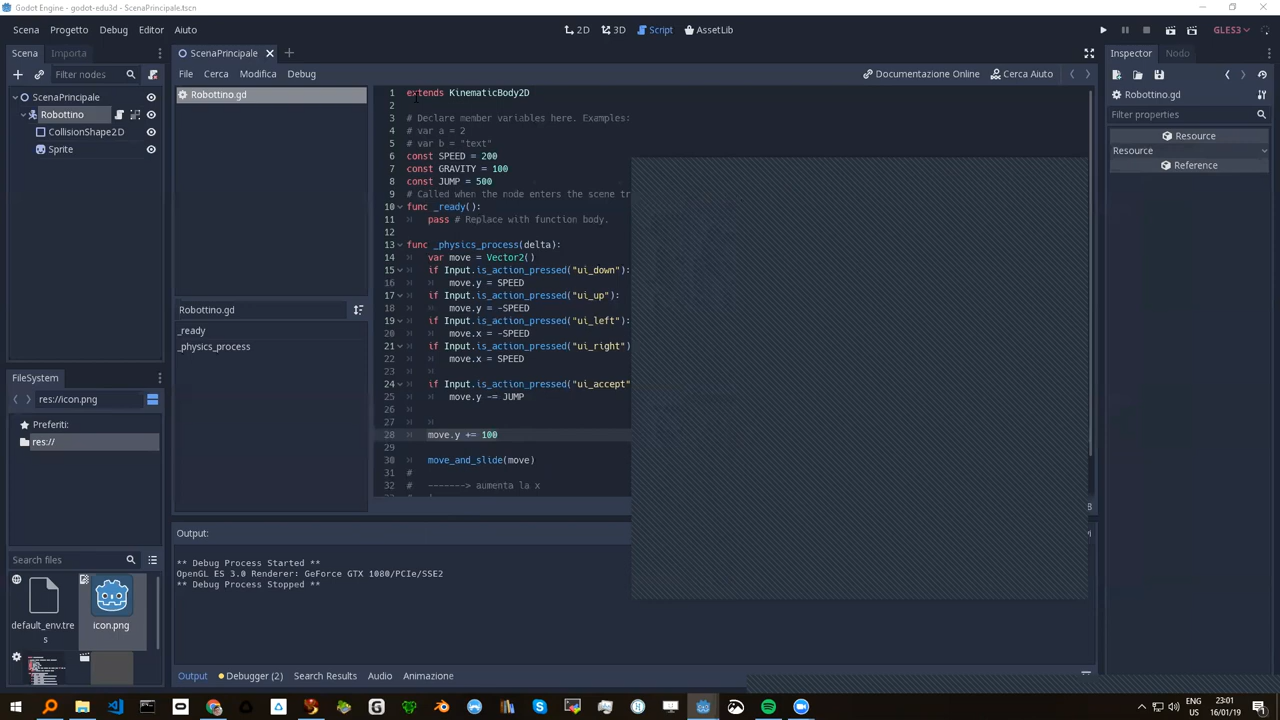 Godot Engine - godot-edu3d - ScenaPrincipale.tscn
Scena Progetto Debug Editor Aiuto
2D 3D Script AssetLib
GLES3
Scena Importa
Filter nodes
ScenaPrincipale
Robottino
CollisionShape2D
Sprite
FileSystem
res://icon.png
Preferiti:
res://
Search files
default_env.tre
s
icon.png
ScenaPrincipale
File Cerca Modifica Debug
Documentazione Online Cerca Aiuto
Robottino.gd
Robottino.gd
_ready
_physics_process
1 extends KinematicBody2D
2
3 # Declare member variables here. Examples:
4 # var a = 2
5 # var b = "text"
6 const SPEED = 200
7 const GRAVITY = 100
8 const JUMP = 500
9 # Called when the node enters the scene tr
10 func _ready():
11 pass # Replace with function body.
12
13 func _physics_process(delta):
14 var move = Vector2()
15 if Input.is_action_pressed("ui_down"):
16 move.y = SPEED
17 if Input.is_action_pressed("ui_up"):
18 move.y = -SPEED
19 if Input.is_action_pressed("ui_left"):
20 move.x = -SPEED
21 if Input.is_action_pressed("ui_right")
22 move.x = SPEED
23
24 if Input.is_action_pressed("ui_accept"
25 move.y -= JUMP
26
27
28 move.y += 100
29
30 move_and_slide(move)
31 #
32 # -------> aumenta la x
Output:
** Debug Process Started **
OpenGL ES 3.0 Renderer: GeForce GTX 1080/PCIe/SSE2
** Debug Process Stopped **
Output Debugger (2) Search Results Audio Animazione
Inspector Nodo
Robottino.gd
Filter properties
Resource
Resource
Reference
ENG
US
23:01
16/01/19